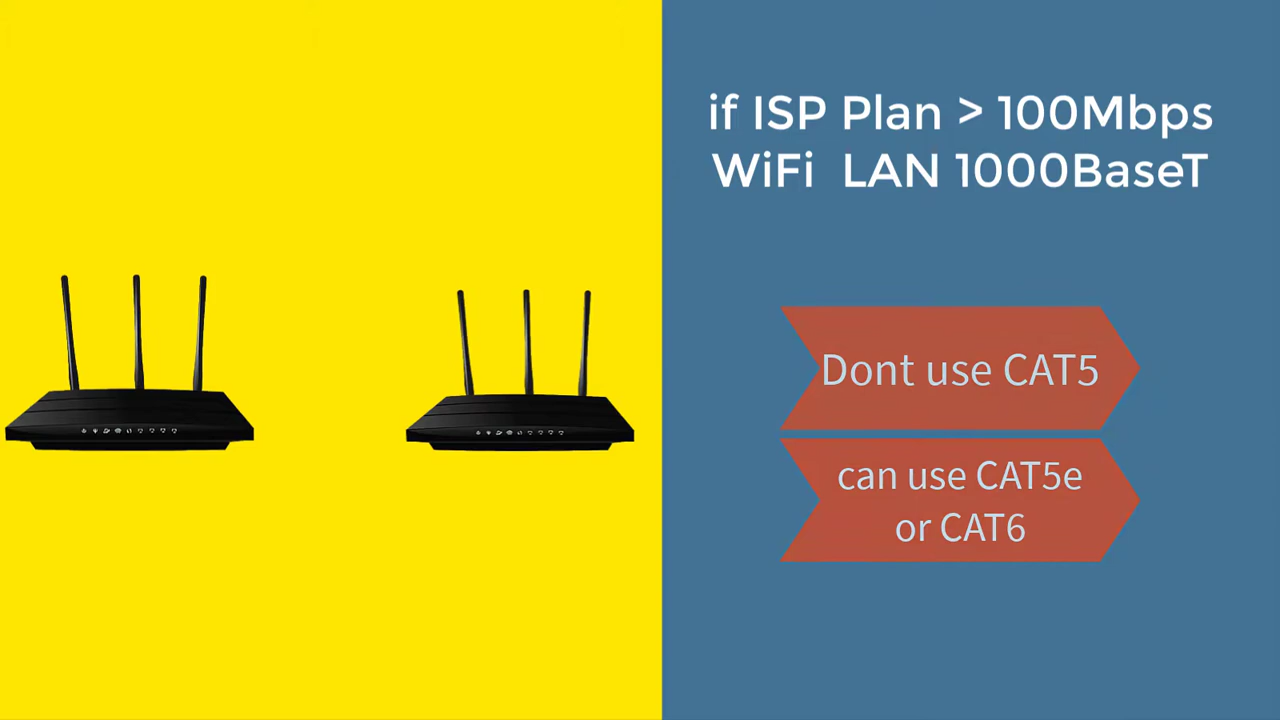 if ISP Plan > 100Mbps
WiFi LAN 1000BaseT
Dont use CAT5
can use CAT5e
or CAT6